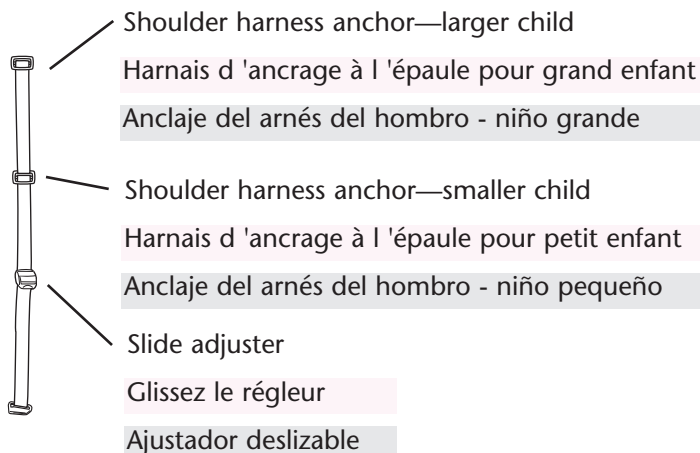 Shoulder harness anchor—larger child
Harnais d 'ancrage à l 'épaule pour grand enfant
Anclaje del arnés del hombro - niño grande
Shoulder harness anchor—smaller child
Harnais d 'ancrage à l 'épaule pour petit enfant
Anclaje del arnés del hombro - niño pequeño
Slide adjuster
Glissez le régleur
Ajustador deslizable